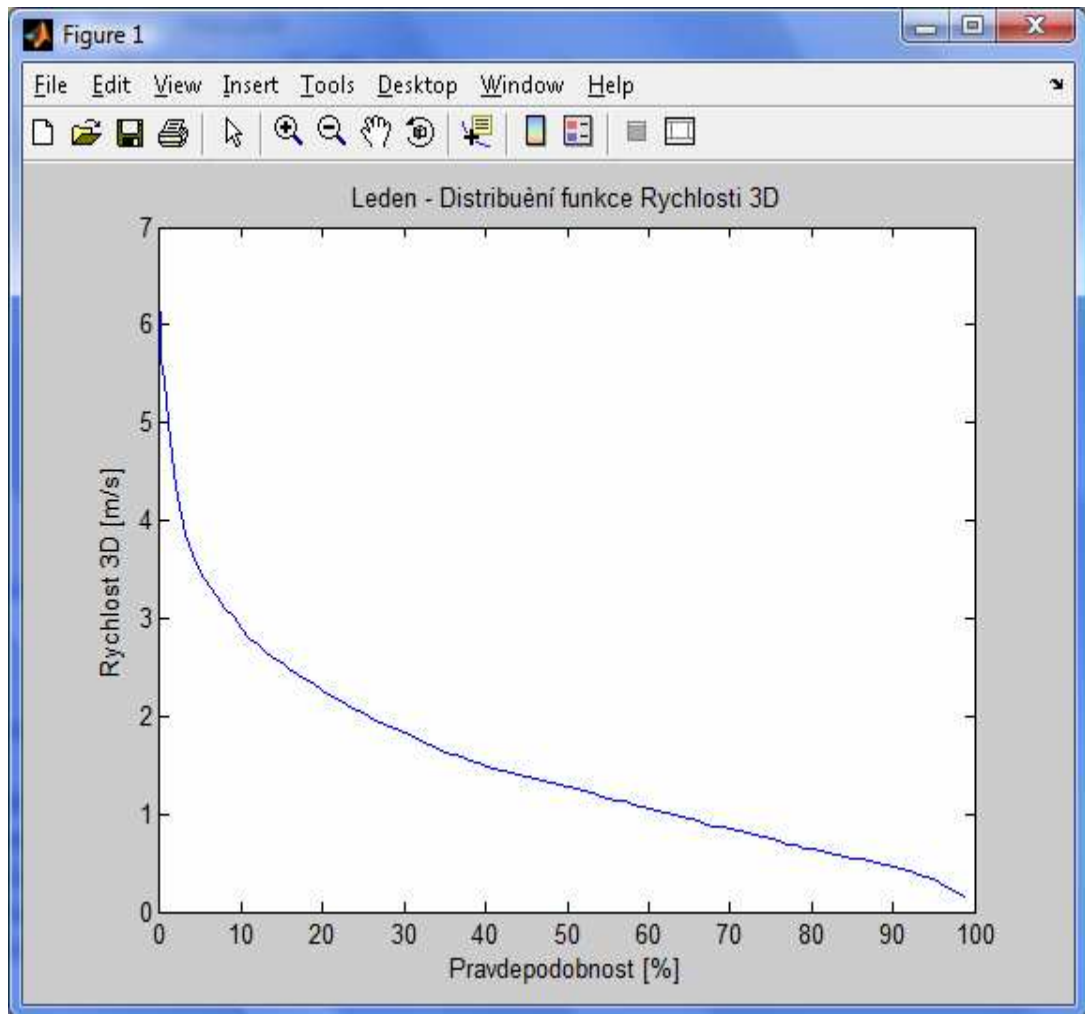 Figure 1
File Edit View Insert Tools Desktop Window Help
Leden - Distribuèní funkce Rychlosti 3D
7
6
5
4
3
2
1
0
Rychlost 3D [m/s]
0 10 20 30 40 50 60 70 80 90 100
Pravdepodobnost [%]